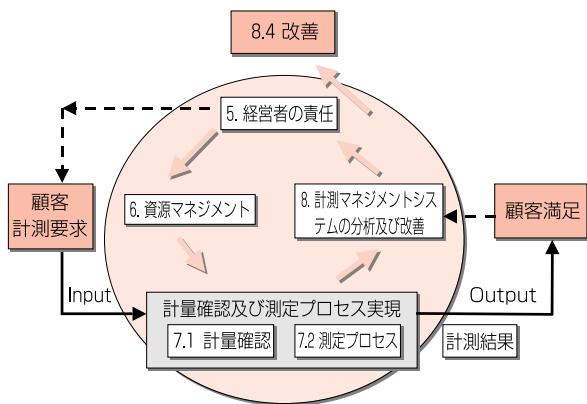 8.4 改善
5. 経営者の責任
顧客
計測要求
6. 資源マネジメント
8. 計測マネジメントシス
テムの分析及び改善
顧客満足
Input
計量確認及び測定プロセス実現
Output
7.1 計量確認
7.2 測定プロセス
計測結果